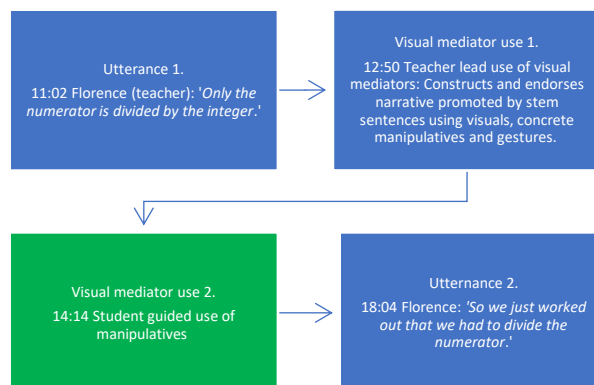 Utterance 1.
11:02 Florence (teacher): 'Only the
numerator is divided by the integer.'
Visual mediator use 1.
12:50 Teacher lead use of visual
mediators: Constructs and endorses
narrative promoted by stem
sentences using visuals, concrete
manipulatives and gestures.
Visual mediator use 2.
14:14 Student guided use of
manipulatives
Utternance 2.
18:04 Florence: 'So we just worked
out that we had to divide the
numerator.'